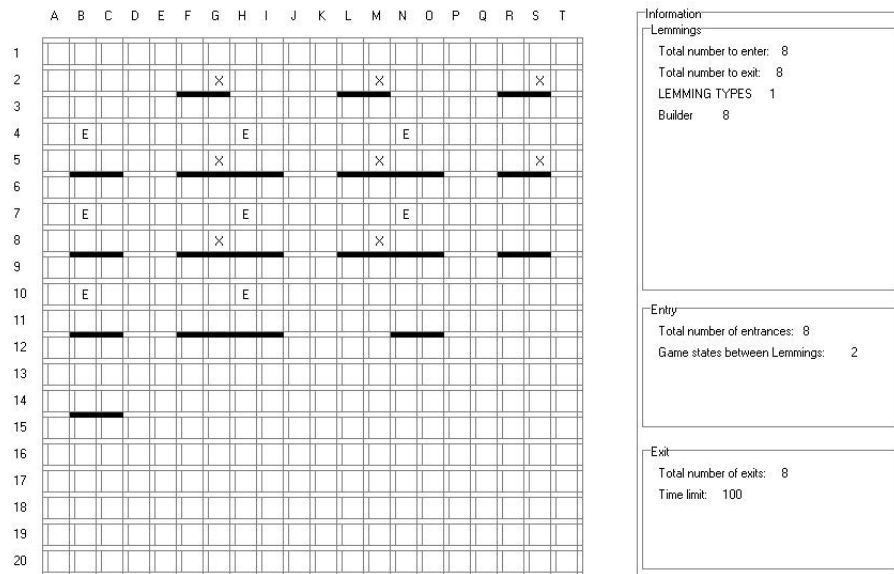 A B C D E F G H I J K L M N O P Q R S T
1
2 X X X
3
4 E E E
5 X X X
6
7 E E E
8 X X
9
10 E E
11
12
13
14
15
16
17
18
19
20
Information
Lemmings
Total number to enter: 8
Total number to exit: 8
LEMMING TYPES 1
Builder 8
Entry
Total number of entrances: 8
Game states between Lemmings: 2
Exit
Total number of exits: 8
Time limit: 100